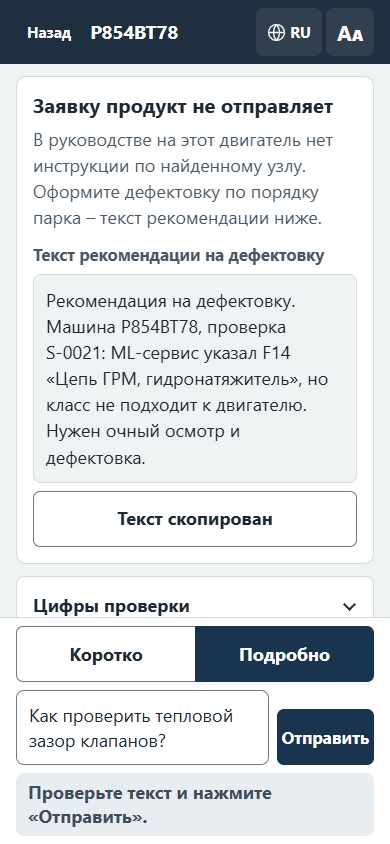 Назад P854BT78 RU Aᴀ
Заявку продукт не отправляет
В руководстве на этот двигатель нет
инструкции по найденному узлу.
Оформите дефектовку по порядку
парка – текст рекомендации ниже.
Текст рекомендации на дефектовку
Рекомендация на дефектовку.
Машина P854BT78, проверка
S-0021: ML-сервис указал F14
«Цепь ГРМ, гидронатяжитель», но
класс не подходит к двигателю.
Нужен очный осмотр и
дефектовка.
Текст скопирован
Цифры проверки
Коротко Подробно
Как проверить тепловой
зазор клапанов?
Отправить
Проверьте текст и нажмите
«Отправить».